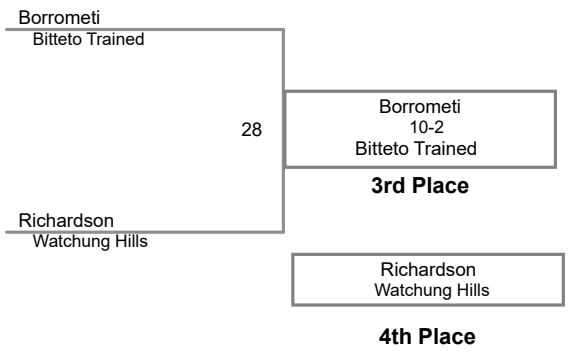 Borrometi
Bitteto Trained
28
Borrometi
10-2
Bitteto Trained
3rd Place
Richardson
Watchung Hills
Richardson
Watchung Hills
4th Place